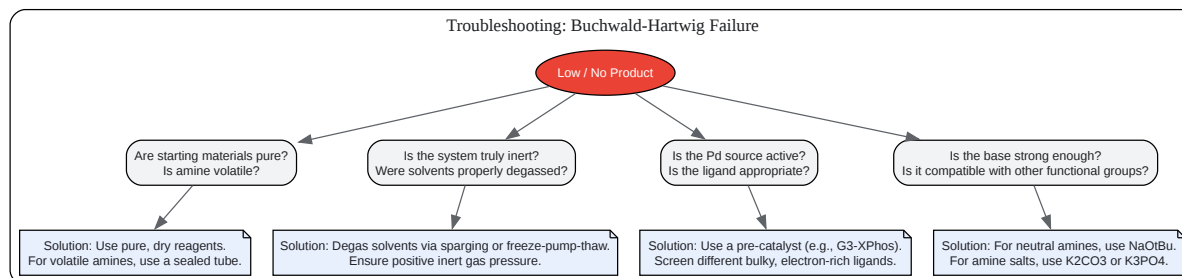 Troubleshooting: Buchwald-Hartwig Failure
Low / No Product
Are starting materials pure?
Is amine volatile?
Is the system truly inert?
Were solvents properly degassed?
Is the Pd source active?
Is the ligand appropriate?
Is the base strong enough?
Is it compatible with other functional groups?
Solution: Use pure, dry reagents.
For volatile amines, use a sealed tube.
Solution: Degas solvents via sparging or freeze-pump-thaw.
Ensure positive inert gas pressure.
Solution: Use a pre-catalyst (e.g., G3-XPhos).
Screen different bulky, electron-rich ligands.
Solution: For neutral amines, use NaOtBu.
For amine salts, use K2CO3 or K3PO4.